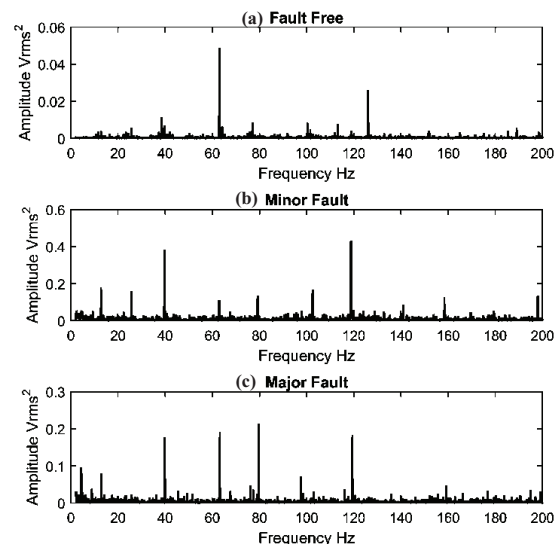 (a) Fault Free
Amplitude Vrms²
0.06
0.04
0.02
0
0 20 40 60 80 100 120 140 160 180 200
Frequency Hz
(b) Minor Fault
Amplitude Vrms²
0.6
0.4
0.2
0
0 20 40 60 80 100 120 140 160 180 200
Frequency Hz
(c) Major Fault
Amplitude Vrms²
0.3
0.2
0.1
0
0 20 40 60 80 100 120 140 160 180 200
Frequency Hz